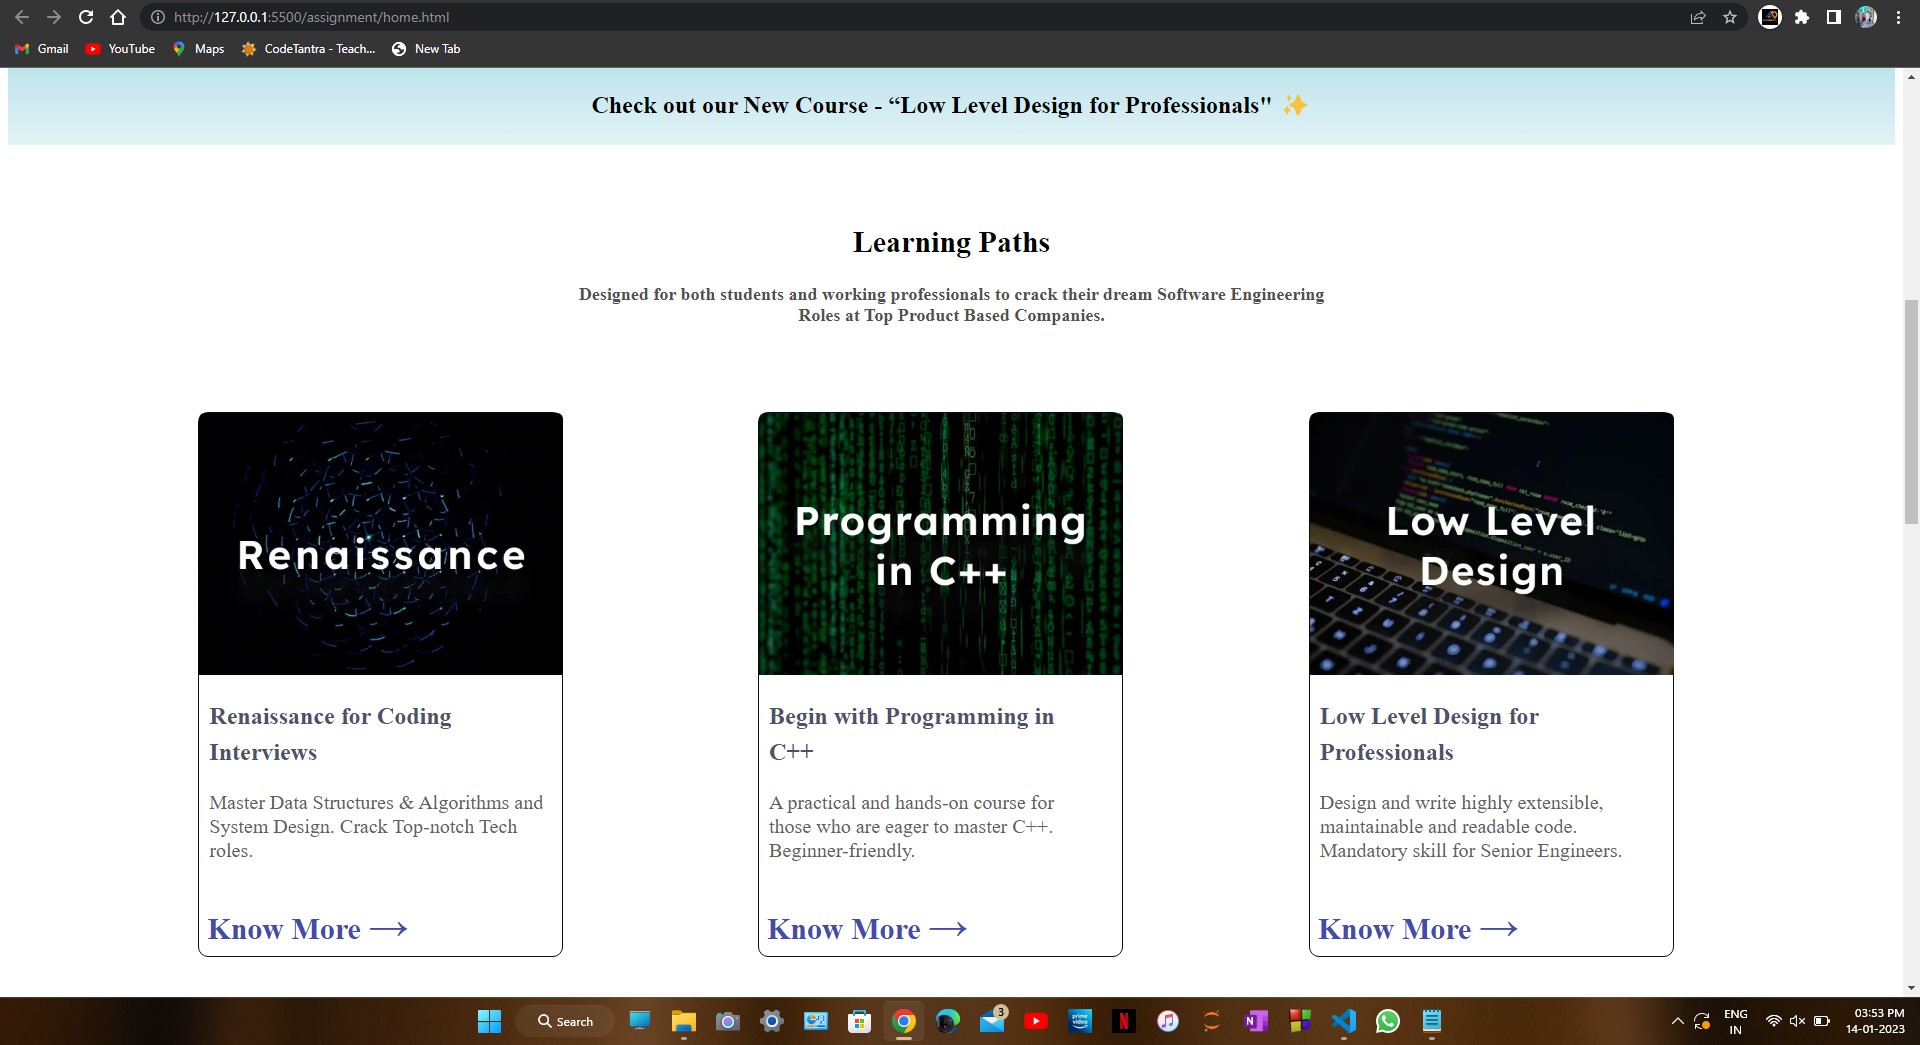 http://127.0.0.1:5500/assignment/home.html
Gmail YouTube Maps CodeTantra - Teach... New Tab
Check out our New Course - “Low Level Design for Professionals" ✨
Learning Paths
Designed for both students and working professionals to crack their dream Software Engineering
Roles at Top Product Based Companies.
Renaissance
Renaissance for Coding
Interviews
Master Data Structures & Algorithms and
System Design. Crack Top-notch Tech
roles.
Know More ⟶
Programming
in C++
Begin with Programming in
C++
A practical and hands-on course for
those who are eager to master C++.
Beginner-friendly.
Know More ⟶
Low Level
Design
Low Level Design for
Professionals
Design and write highly extensible,
maintainable and readable code.
Mandatory skill for Senior Engineers.
Know More ⟶
Search
3
prime video
ENG
IN
03:53 PM
14-01-2023